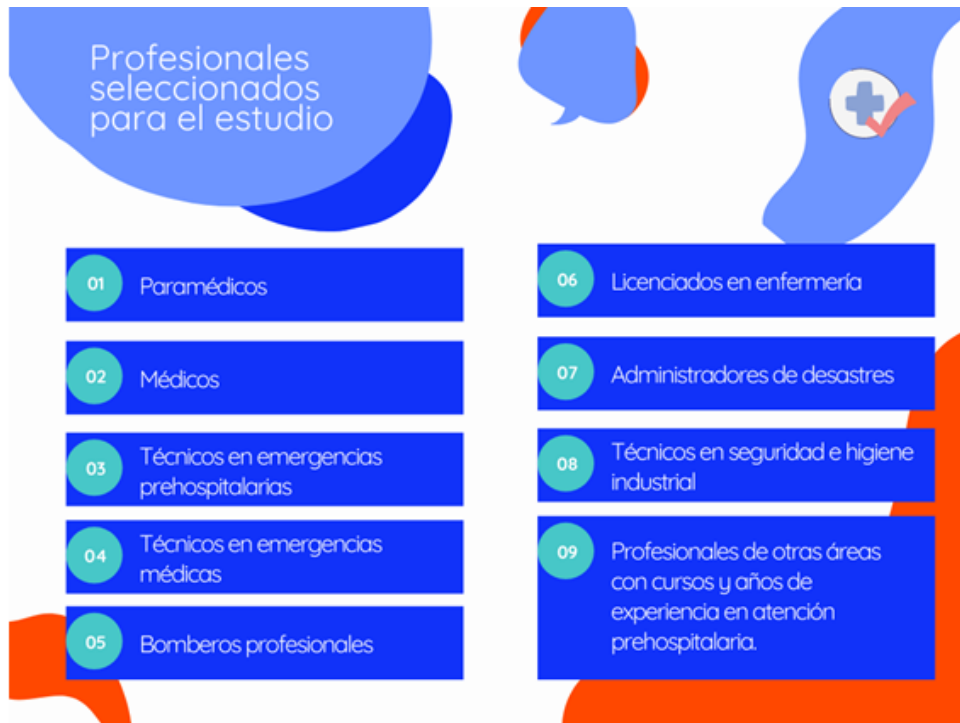 Profesionales
seleccionados
para el estudio
01
Paramédicos
02
Médicos
03
Técnicos en emergencias
prehospitalarias
04
Técnicos en emergencias
médicas
05
Bomberos profesionales
06
Licenciados en enfermería
07
Administradores de desastres
08
Técnicos en seguridad e higiene
industrial
09
Profesionales de otras áreas
con cursos y años de
experiencia en atención
prehospitalaria.